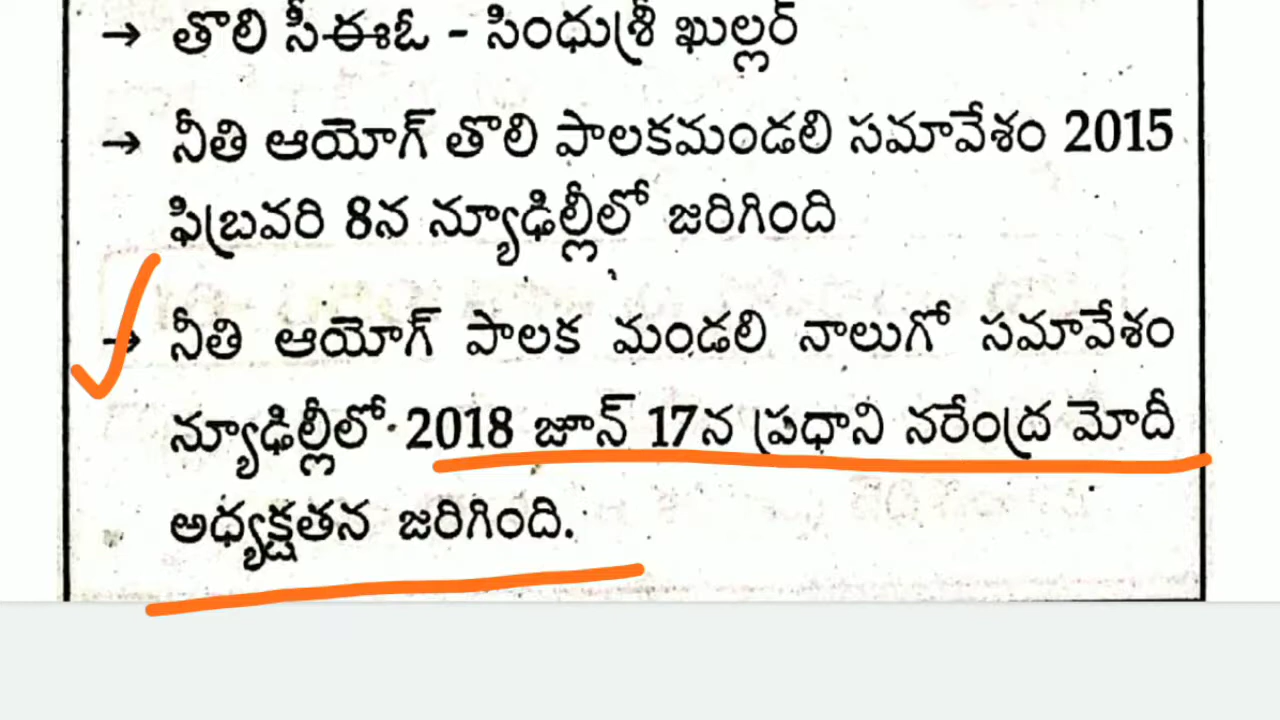 → తొలి సీఈఓ - సింధుశ్రీ ఖుల్లర్
→ నీతి ఆయోగ్ తొలి పాలకమండలి సమావేశం 2015
ఫిబ్రవరి 8న న్యూఢిల్లీలో జరిగింది
→ నీతి ఆయోగ్ పాలక మండలి నాలుగో సమావేశం
న్యూఢిల్లీలో 2018 జూన్ 17న ప్రధాని నరేంద్ర మోదీ
అధ్యక్షతన జరిగింది.